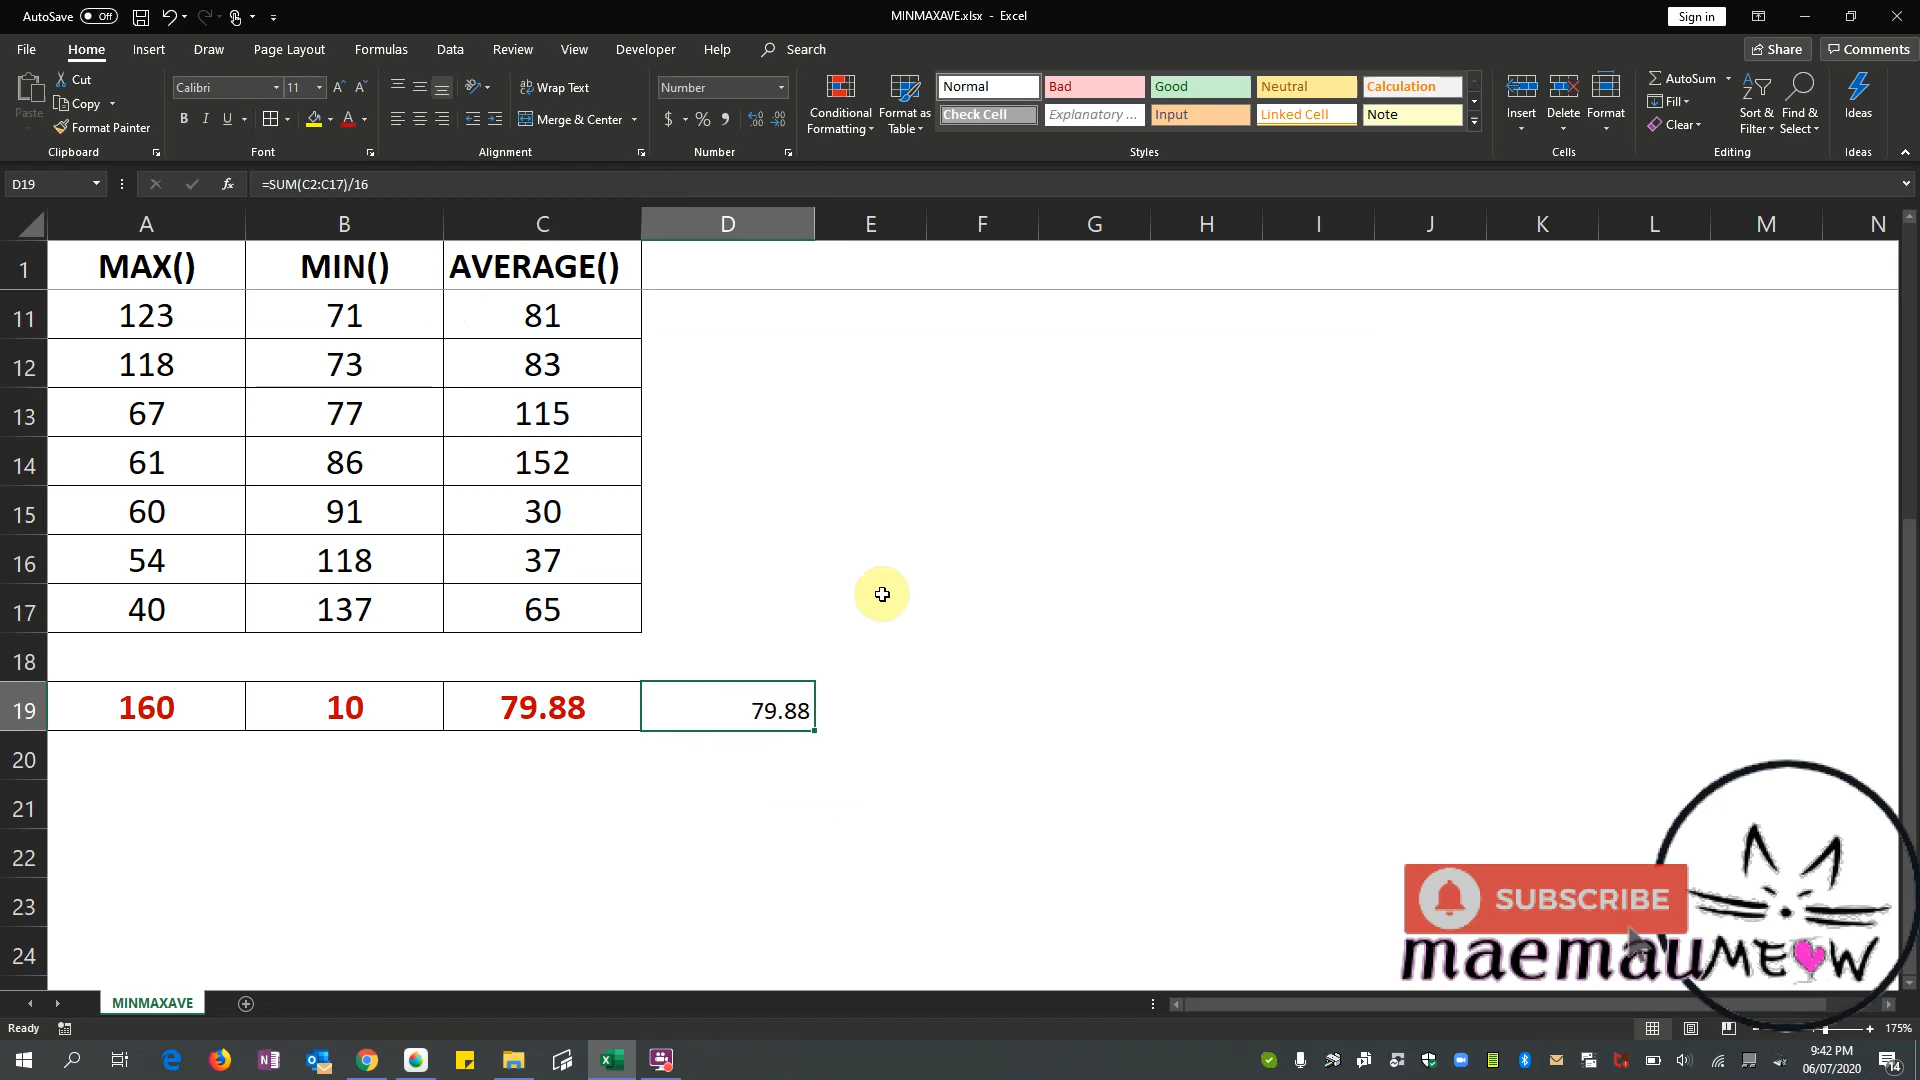 AutoSave Off
MINMAXAVE.xlsx - Excel
Sign in
File Home Insert Draw Page Layout Formulas Data Review View Developer Help Search
Share Comments
Paste
Cut
Copy
Format Painter
Clipboard
Calibri 11
B I U
Font
Wrap Text
Merge & Center
Alignment
Number
$ % ,
Number
Conditional Formatting
Format as Table
Normal Bad Good Neutral Calculation
Check Cell Explanatory ... Input Linked Cell Note
Styles
Insert Delete Format
Cells
AutoSum
Fill
Clear
Sort & Filter
Find & Select
Editing
Ideas
Ideas
D19 fx =SUM(C2:C17)/16
A B C D E F G H I J K L M N
1 MAX() MIN() AVERAGE()
11 123 71 81
12 118 73 83
13 67 77 115
14 61 86 152
15 60 91 30
16 54 118 37
17 40 137 65
18
19 160 10 79.88 79.88
20
21
22
23
24
SUBSCRIBE
maemau MEOW
MINMAXAVE
Ready
175%
9:42 PM
06/07/2020
14